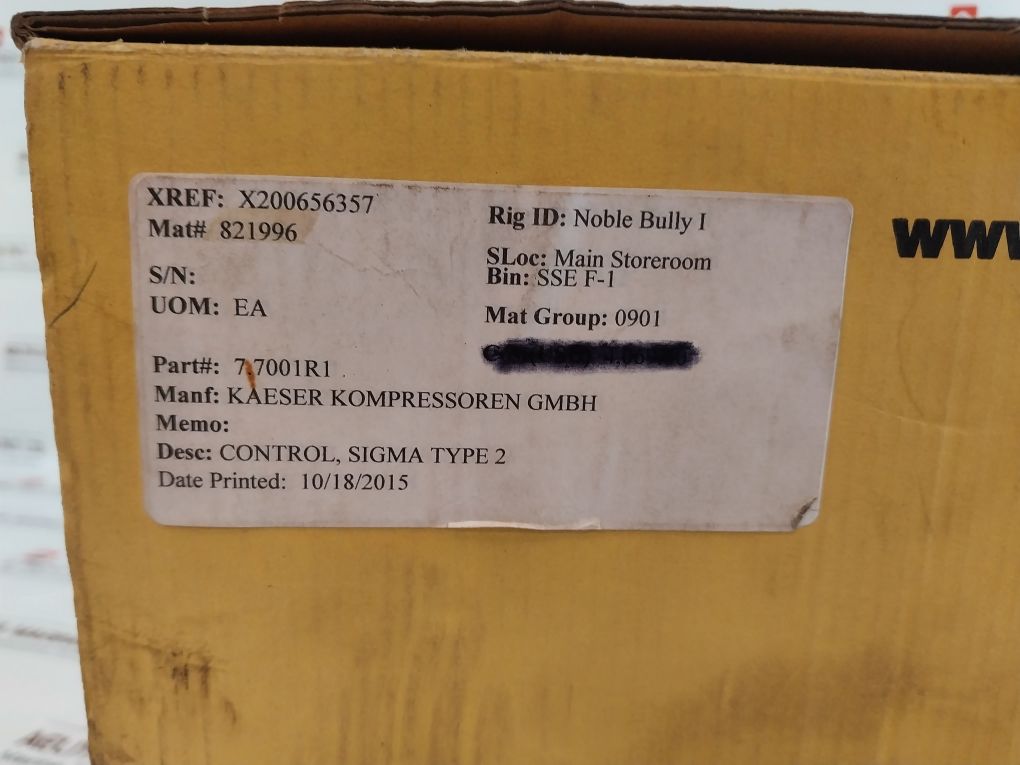 XREF: X200656357
Mat# 821996
S/N:
UOM: EA
Part#: 7.7001R1
Manf: KAESER KOMPRESSOREN GMBH
Memo:
Desc: CONTROL, SIGMA TYPE 2
Date Printed: 10/18/2015
Rig ID: Noble Bully I
SLoc: Main Storeroom
Bin: SSE F-1
Mat Group: 0901
www